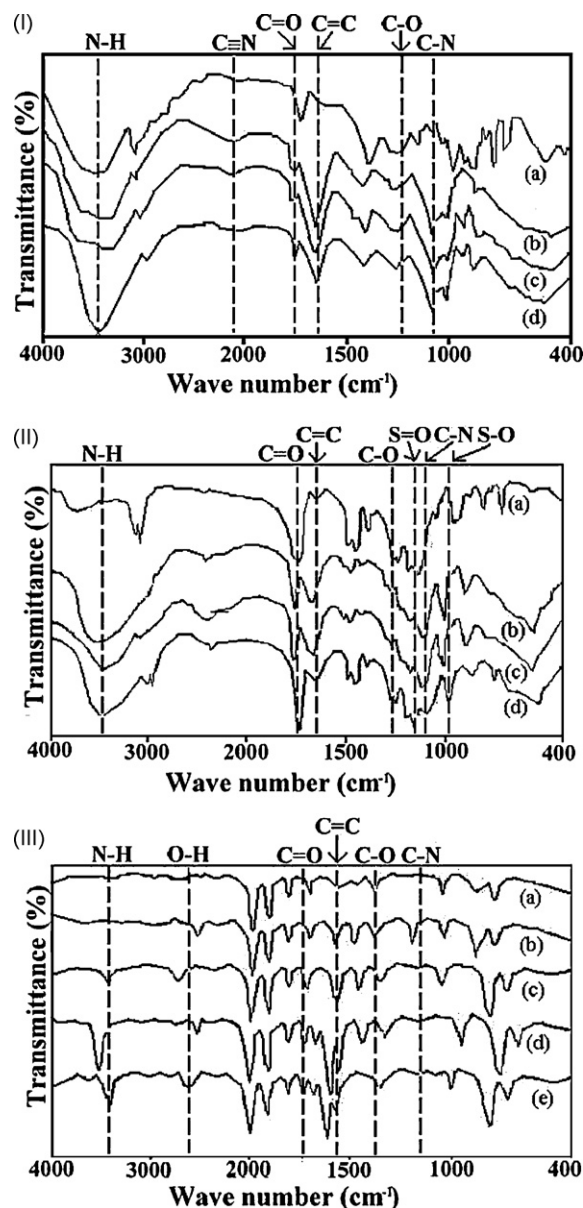 (I)
C=O C=C C-O
N-H C≡N C-N
Transmittance (%)
(a)
(b)
(c)
(d)
4000 3000 2000 1500 1000 400
Wave number (cm-1)
(II)
C=C S=O C-N S-O
N-H C=O C-O
Transmittance (%)
(a)
(b)
(c)
(d)
4000 3000 2000 1500 1000 400
Wave number (cm-1)
(III)
C=C
N-H O-H C=O C-O C-N
Transmittance (%)
(a)
(b)
(c)
(d)
(e)
4000 3000 2000 1500 1000 400
Wave number (cm-1)